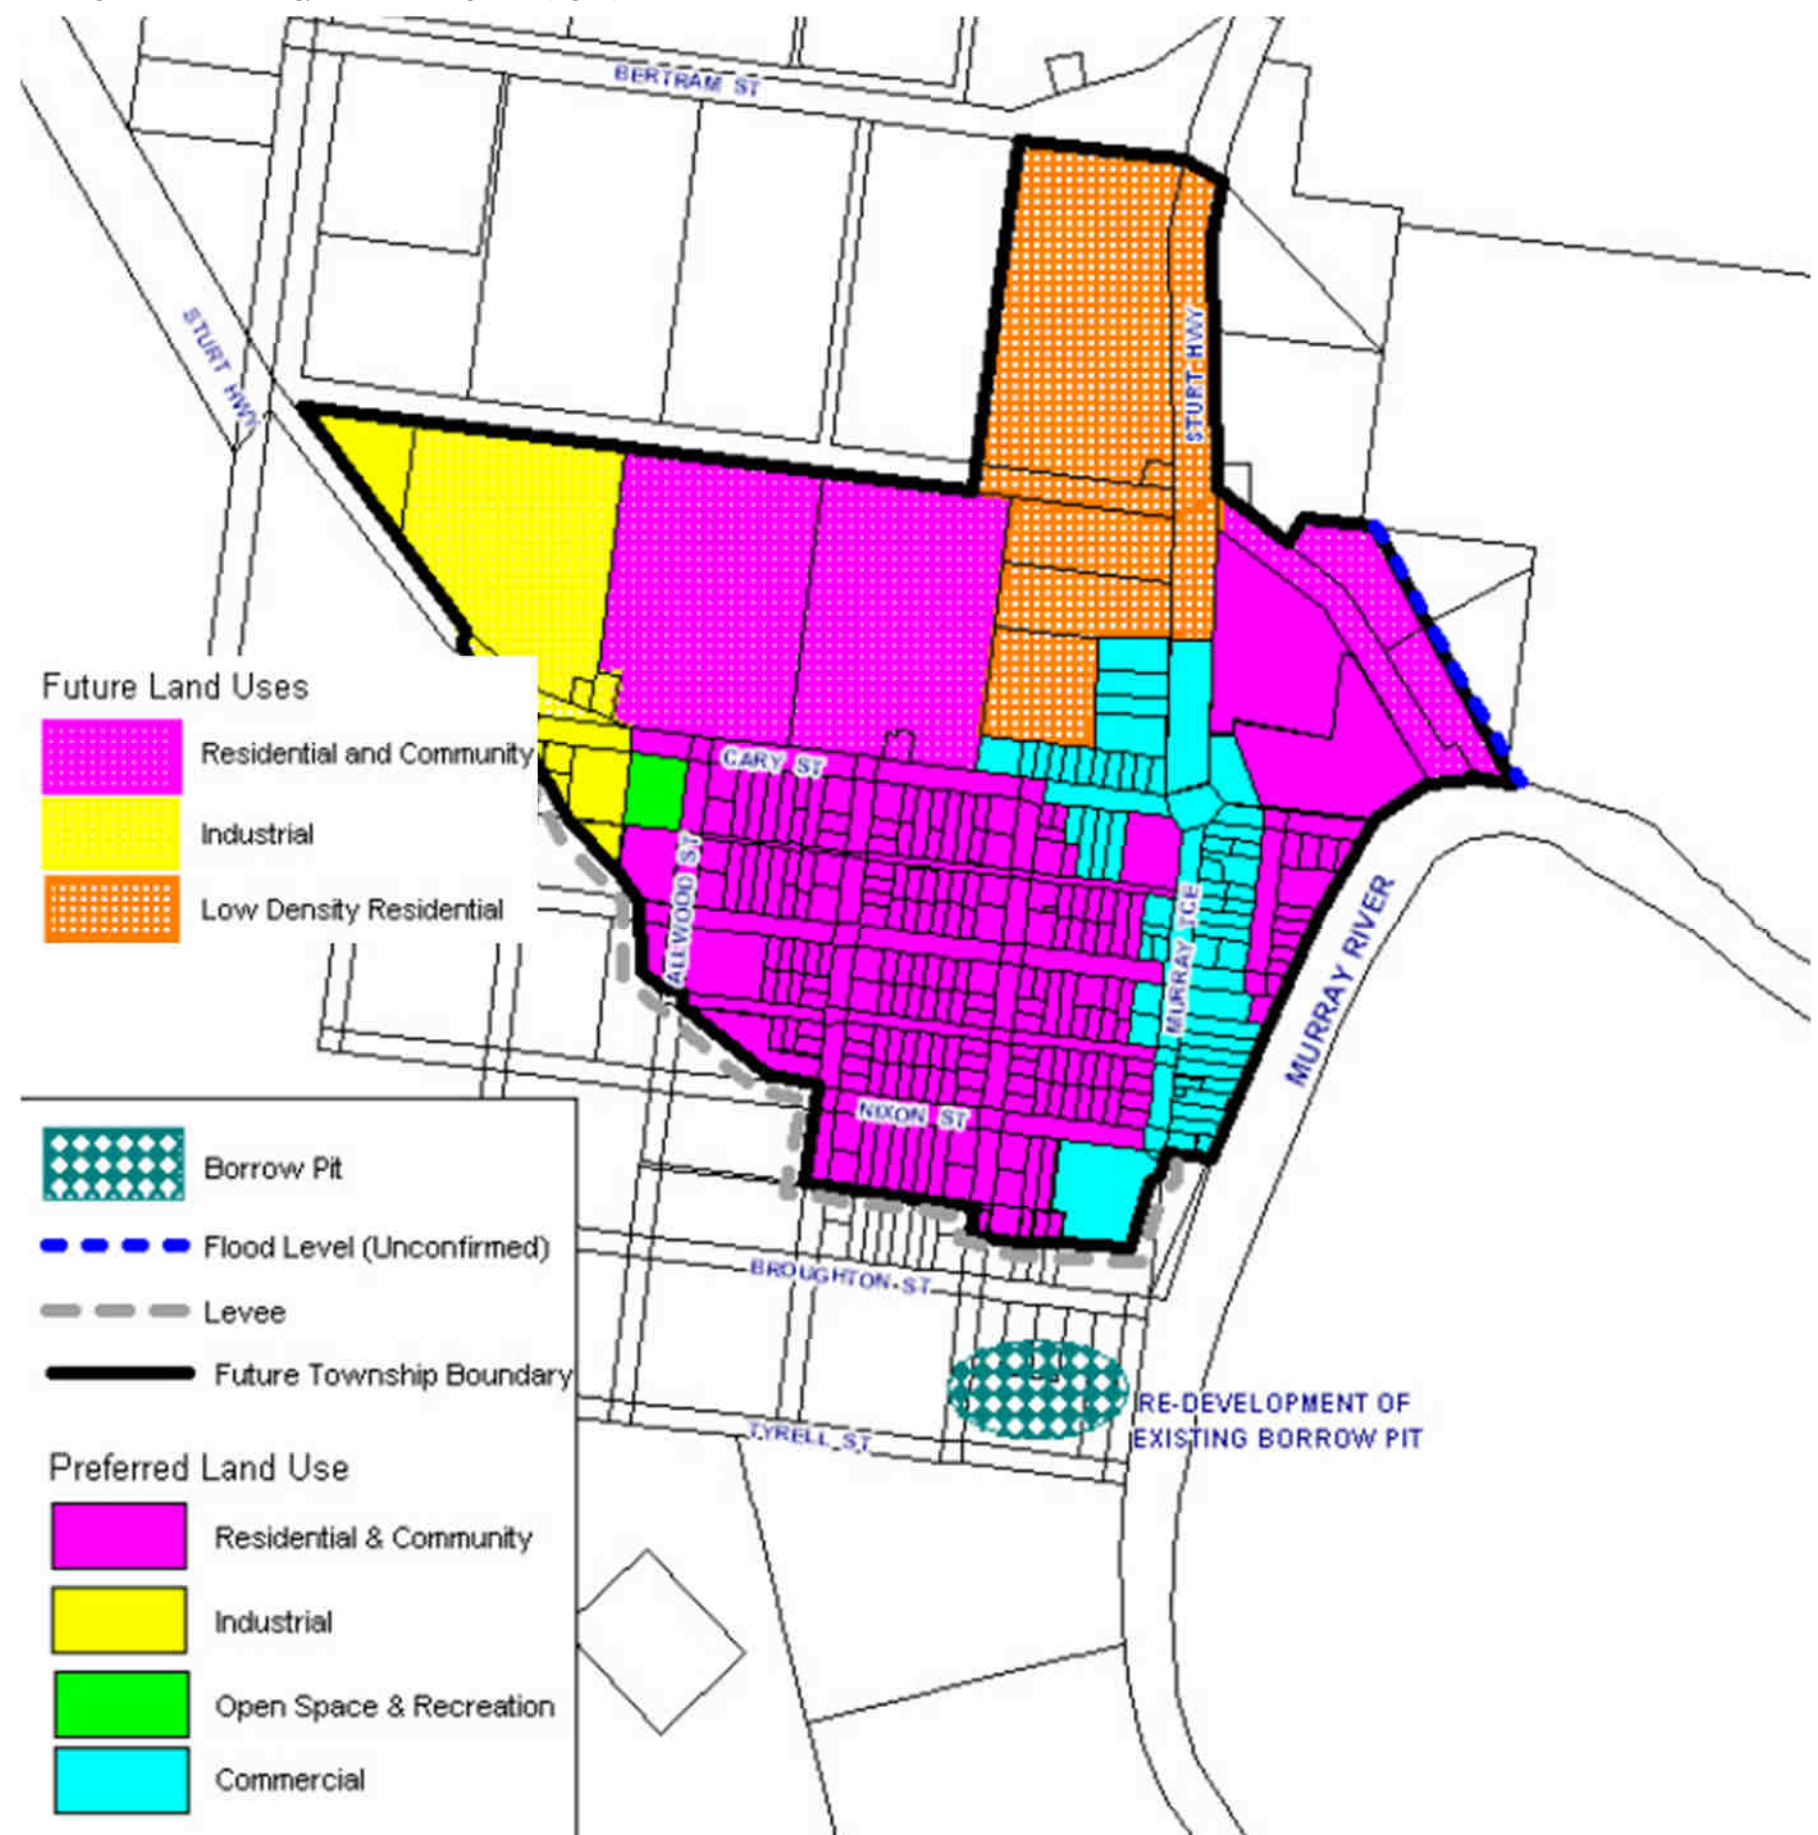 BERTRAM ST
STURT HWY
STURT HWY
Future Land Uses
Residential and Community
Industrial
Low Density Residential
CARY ST
ALLWOOD ST
MURRAY TCE
MURRAY RIVER
NIXON ST
Borrow Pit
Flood Level (Unconfirmed)
Levee
Future Township Boundary
BROUGHTON ST
RE-DEVELOPMENT OF
EXISTING BORROW PIT
TYRELL ST
Preferred Land Use
Residential & Community
Industrial
Open Space & Recreation
Commercial